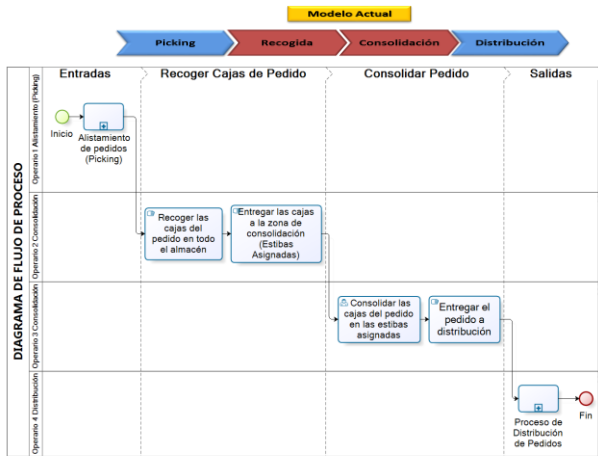 Modelo Actual
Picking
Recogida
Consolidación
Distribución
Entradas
Recoger Cajas de Pedido
Consolidar Pedido
Salidas
DIAGRAMA DE FLUJO DE PROCESO
Operario 1 Alistamiento (Picking)
Inicio
Alistamiento
de pedidos
(Picking)
Operario 2 Consolidación
Recoger las
cajas del
pedido en todo
el almacén
Entregar las cajas
a la zona de
consolidación
(Estibas
Asignadas)
Operario 3 Consolidación
Consolidar las
cajas del pedido
en las estibas
asignadas
Entregar el
pedido a
distribución
Operario 4 Distribución
Proceso de
Distribución
de Pedidos
Fin